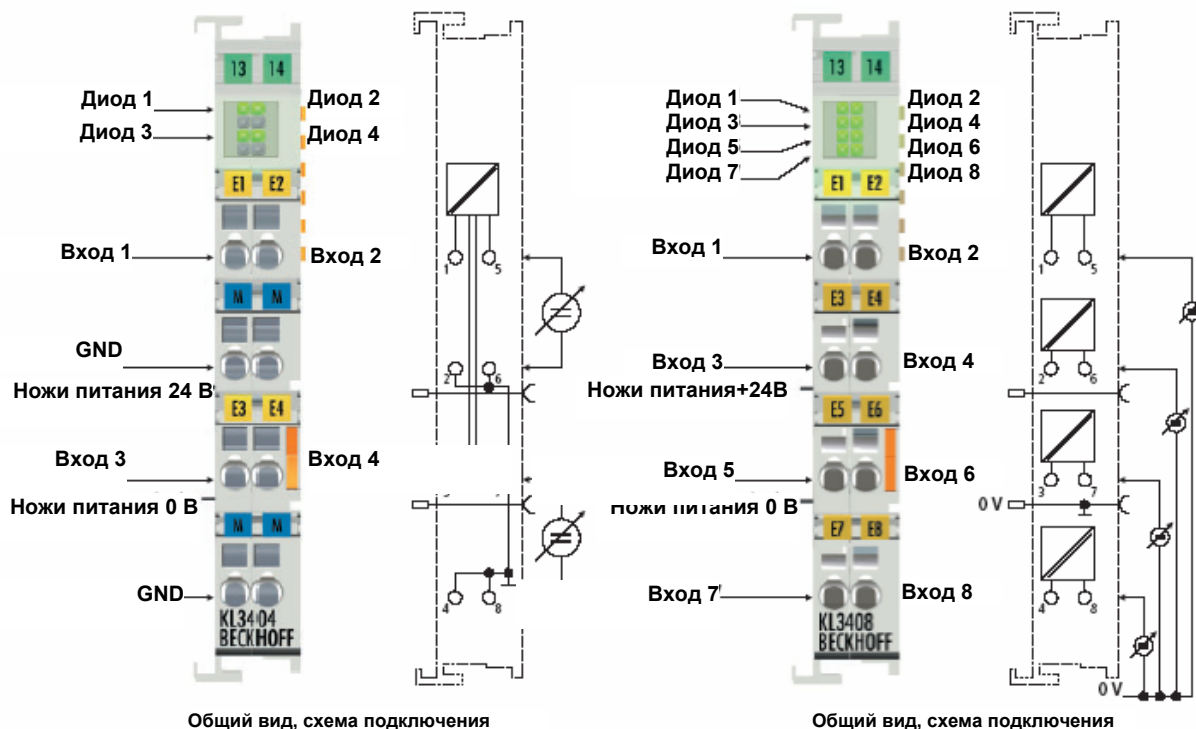 13 14
Диод 1
Диод 2
Диод 3
Диод 4
E1 E2
Вход 1
Вход 2
M M
GND
Ножи питания 24 В
E3 E4
Вход 3
Вход 4
Ножи питания 0 В
M M
GND
KL3404
BECKHOFF
1
5
2
6
4
8
Общий вид, схема подключения
13 14
Диод 1
Диод 2
Диод 3
Диод 4
Диод 5
Диод 6
Диод 7
Диод 8
E1 E2
Вход 1
Вход 2
E3 E4
Вход 3
Вход 4
Ножи питания+24В
E5 E6
Вход 5
Вход 6
Ножи питания 0 В
E7 E8
Вход 7
Вход 8
KL3408
BECKHOFF
1
5
2
6
3
7
0 V
4
8
0 V
Общий вид, схема подключения